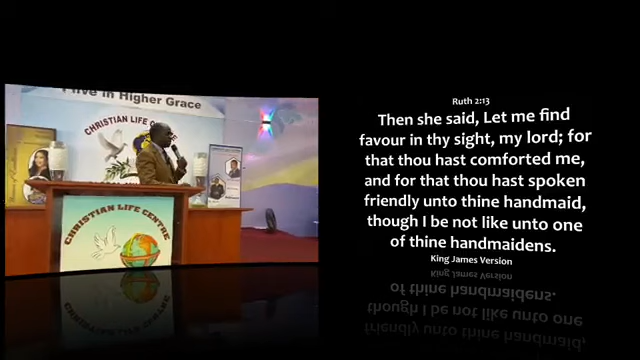 I live in Higher Grace
CHRISTIAN LIFE
CHRISTIAN LIFE CENTRE
Ruth 2:13
Then she said, Let me find
favour in thy sight, my lord; for
that thou hast comforted me,
and for that thou hast spoken
friendly unto thine handmaid,
though I be not like unto one
of thine handmaidens.
King James Version